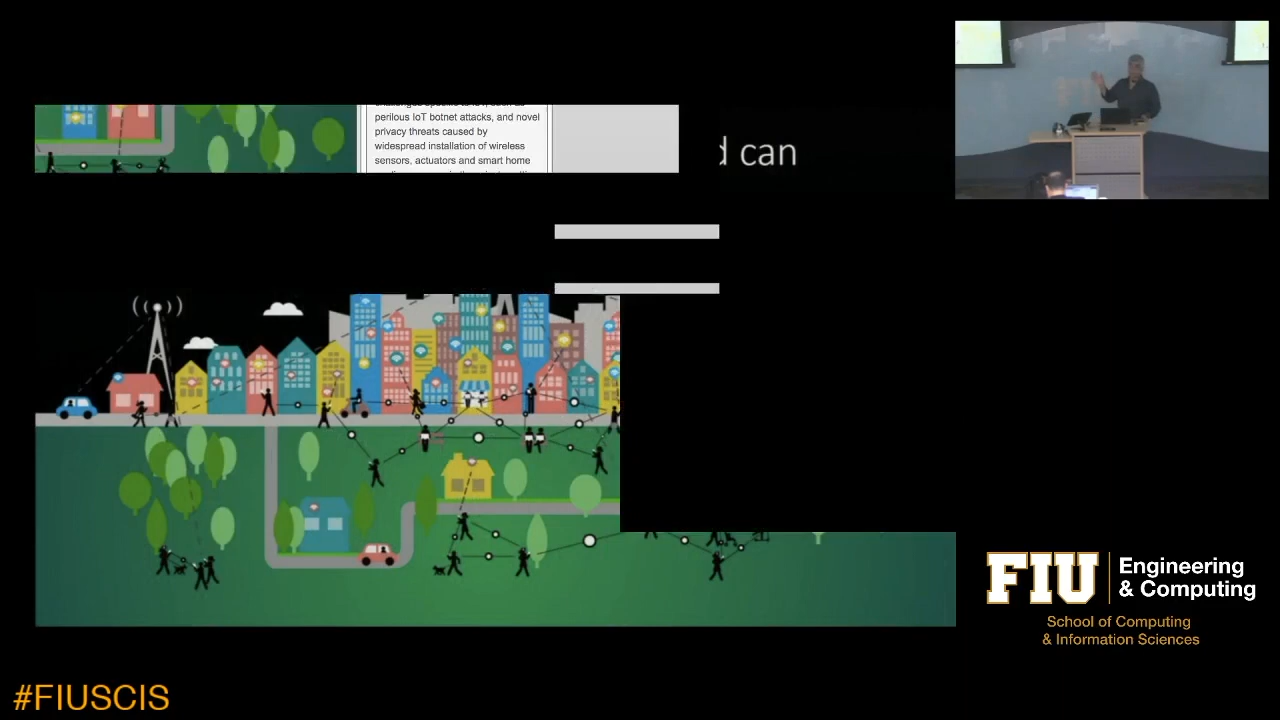 perilous IoT botnet attacks, and novel
privacy threats caused by
widespread installation of wireless
sensors, actuators and smart home
can
FIU Engineering
& Computing
School of Computing
& Information Sciences
#FIUSCIS